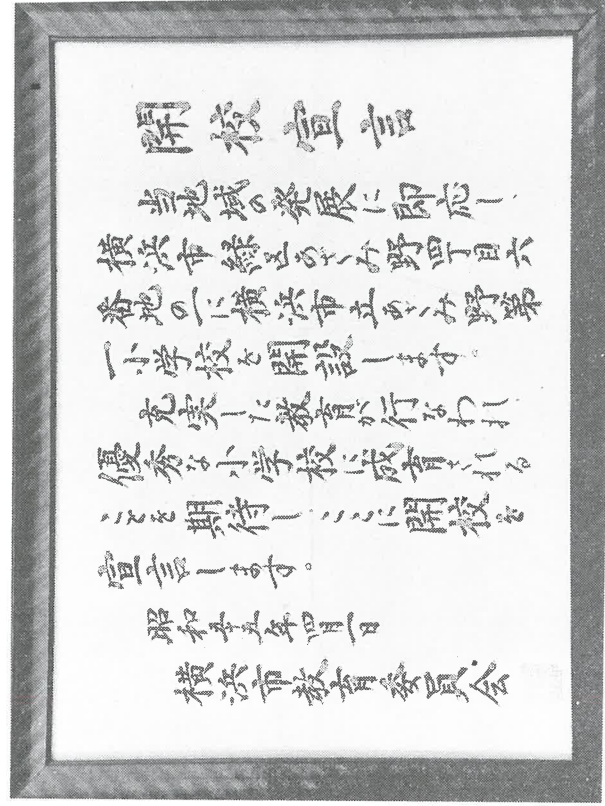 開校宣言
当地域の発展に即応し、
横浜市緑区あざみ野四丁目六
番地の一に横浜市立あざみ野第
一小学校を開設します。
充実した教育が行なわれ
優秀な小学校に成育される
ことを期待し、ここに開校を
宣言します。
昭和五十五年四月一日
横浜市教育委員会